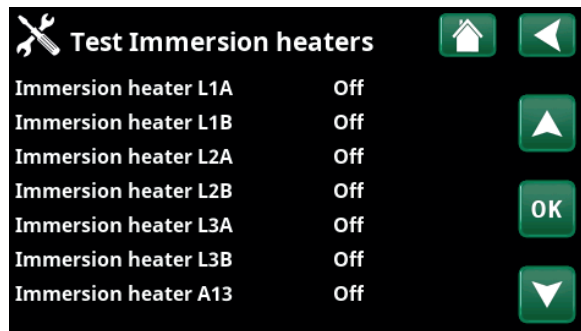 Test Immersion heaters
Immersion heater L1A Off
Immersion heater L1B Off
Immersion heater L2A Off
Immersion heater L2B Off
Immersion heater L3A Off
Immersion heater L3B Off
Immersion heater A13 Off
OK